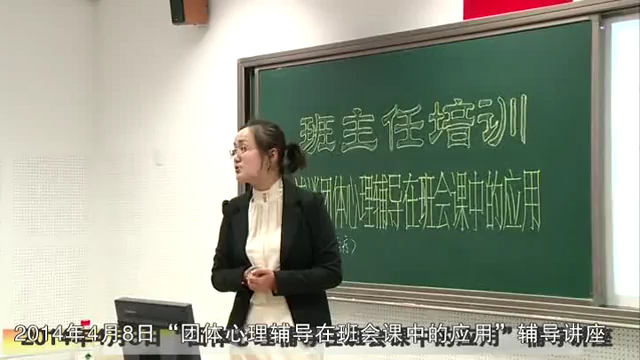 班主任培训
浅谈团体心理辅导在班会课中的应用
2014年4月8日“团体心理辅导在班会课中的应用”辅导讲座